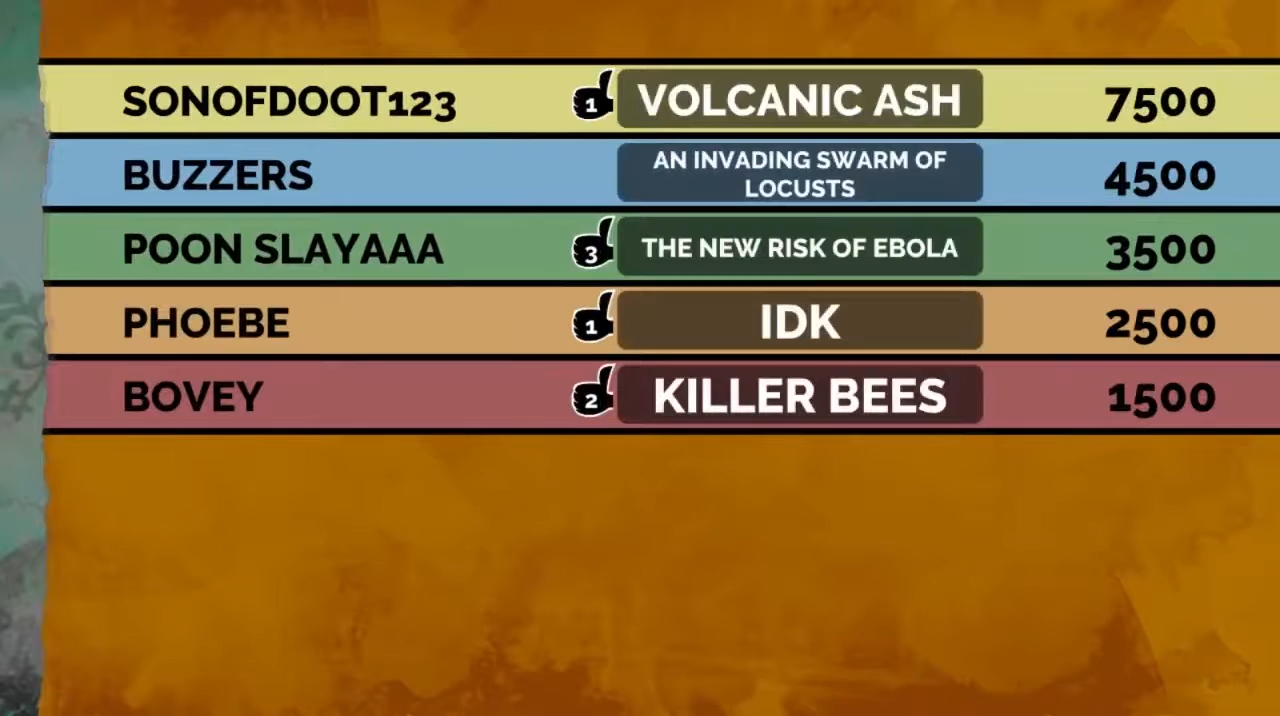 SONOFDOOT123 1 VOLCANIC ASH 7500
BUZZERS AN INVADING SWARM OF LOCUSTS 4500
POON SLAYAAA 3 THE NEW RISK OF EBOLA 3500
PHOEBE 1 IDK 2500
BOVEY 2 KILLER BEES 1500